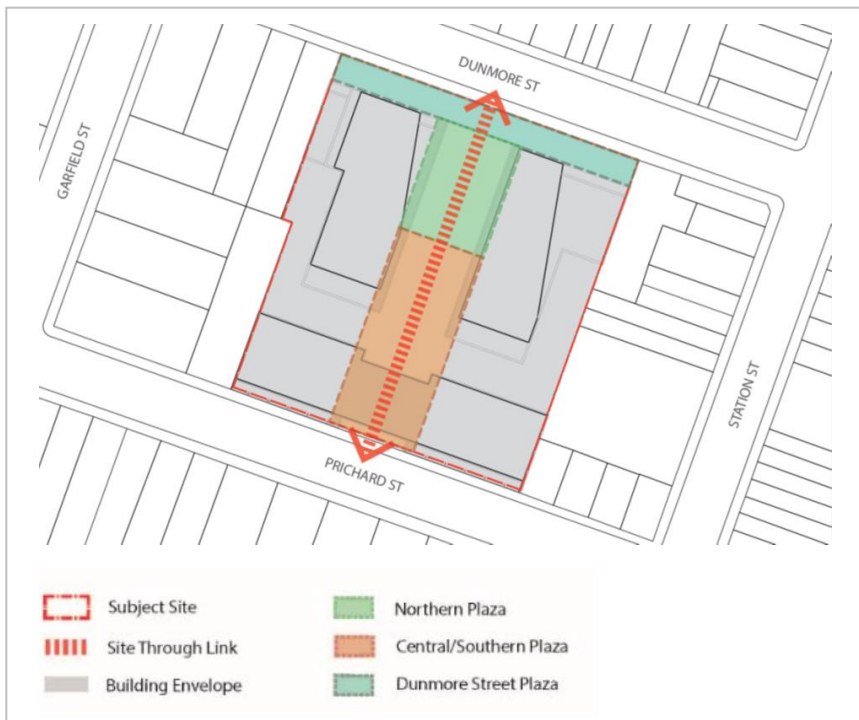 DUNMORE ST
GARFIELD ST
STATION ST
PRICHARD ST
Subject Site
Northern Plaza
Site Through Link
Central/Southern Plaza
Building Envelope
Dunmore Street Plaza